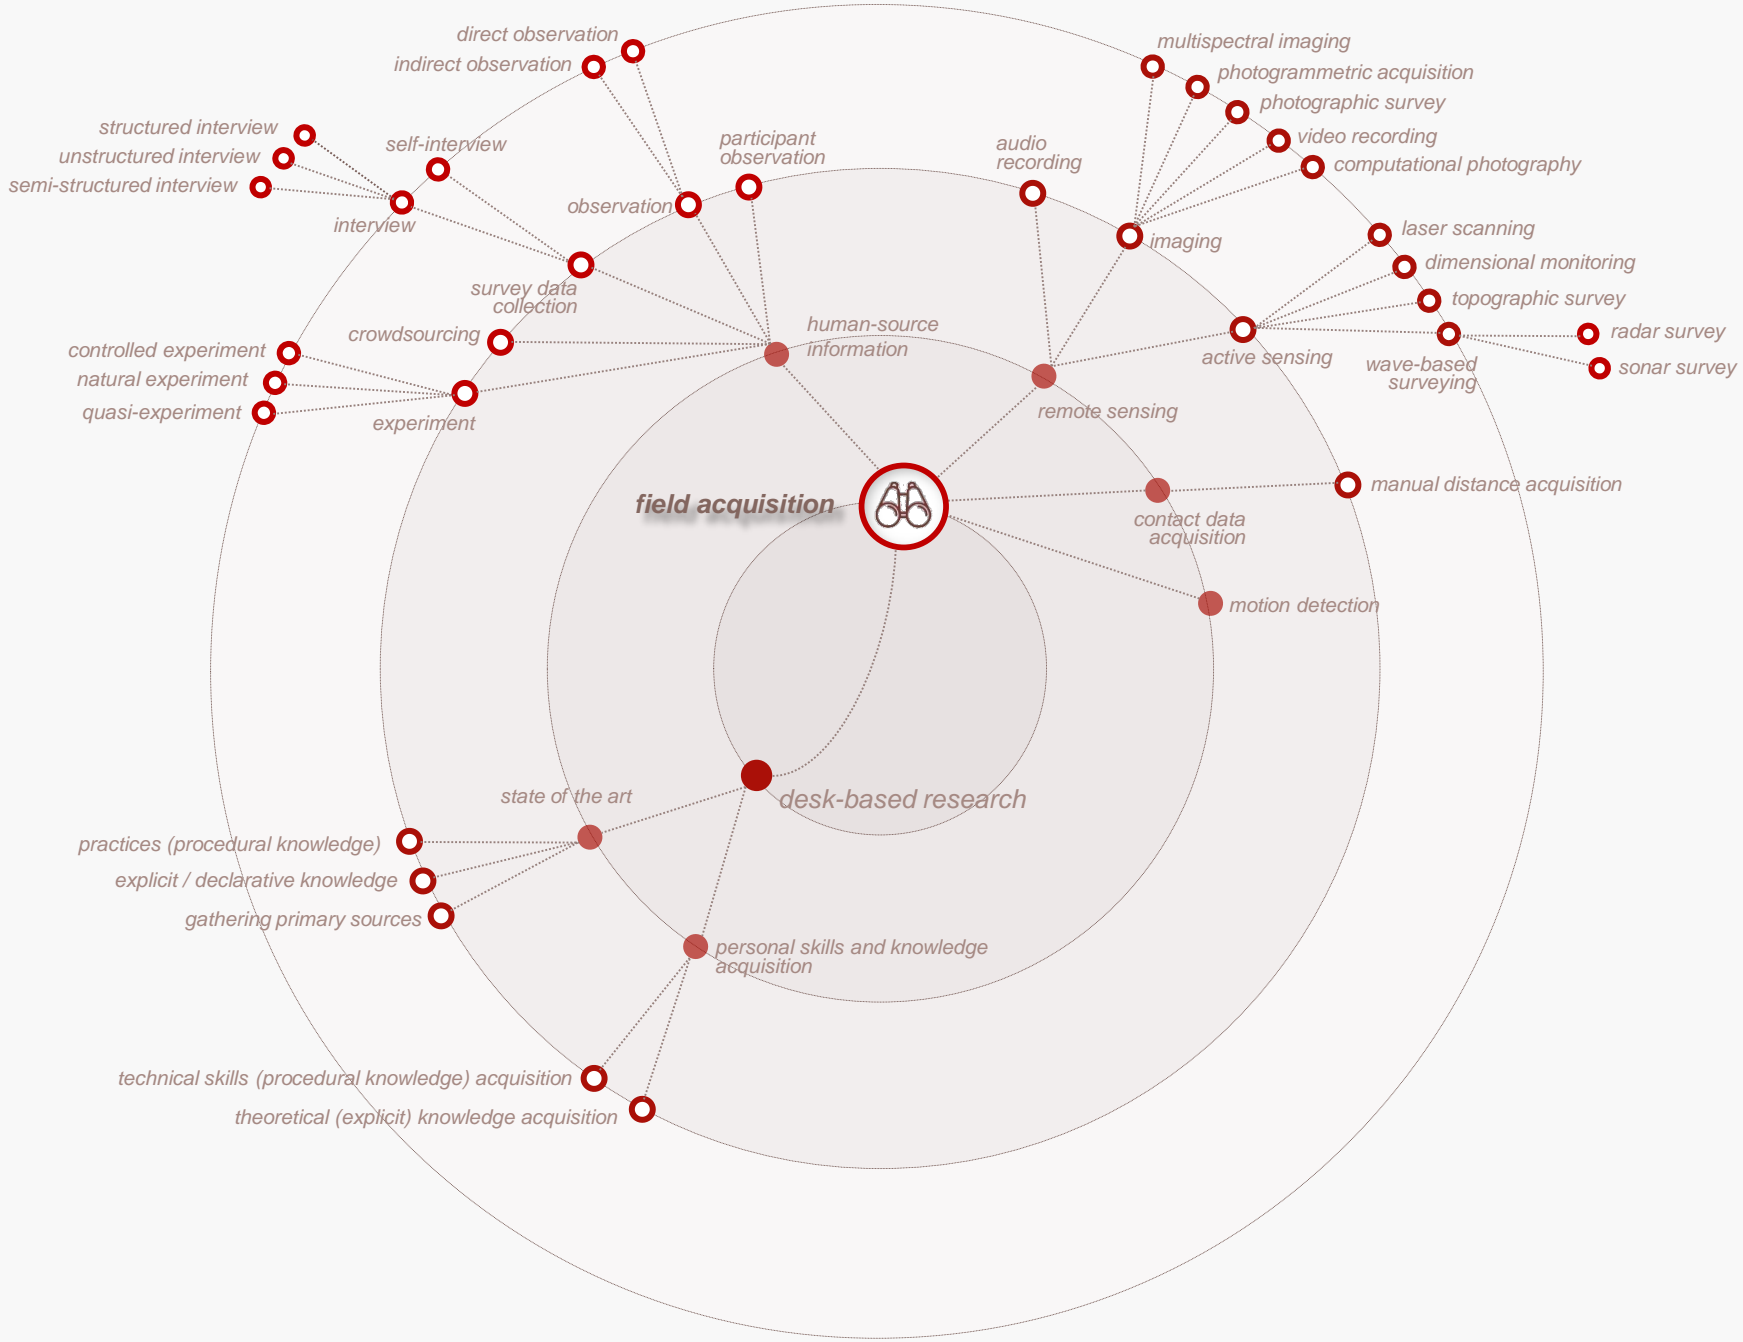 direct observation
indirect observation
multispectral imaging
photogrammetric acquisition
photographic survey
video recording
computational photography
structured interview
unstructured interview
semi-structured interview
self-interview
interview
participant
observation
observation
audio
recording
imaging
laser scanning
dimensional monitoring
topographic survey
radar survey
sonar survey
wave-based
surveying
active sensing
survey data
collection
crowdsourcing
human-source
information
controlled experiment
natural experiment
quasi-experiment
experiment
remote sensing
field acquisition
manual distance acquisition
contact data
acquisition
motion detection
state of the art
desk-based research
practices (procedural knowledge)
explicit / declarative knowledge
gathering primary sources
personal skills and knowledge
acquisition
technical skills (procedural knowledge) acquisition
theoretical (explicit) knowledge acquisition